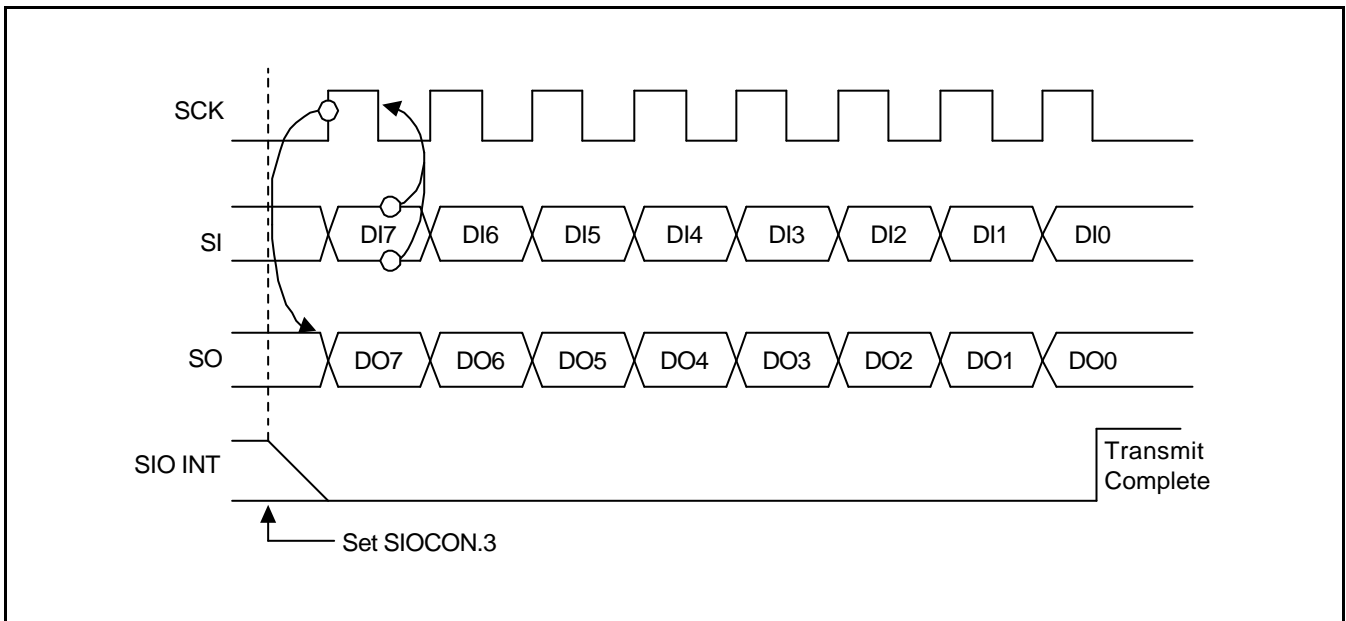 SCK
SI
DI7 DI6 DI5 DI4 DI3 DI2 DI1 DI0
SO
DO7 DO6 DO5 DO4 DO3 DO2 DO1 DO0
SIO INT
Transmit
Complete
Set SIOCON.3